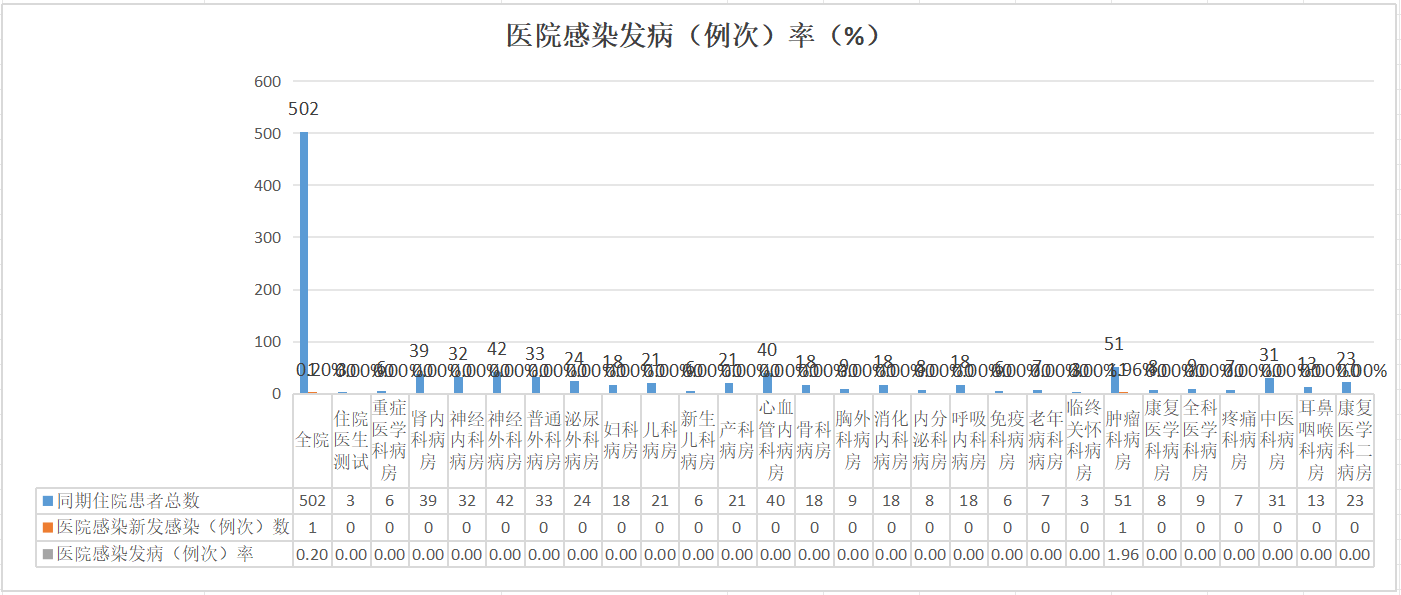 医院感染发病（例次）率（%）
600
500
400
300
200
100
0
502
39
32
42
33
24
18
21
6
21
40
18
9
18
8
18
6
7
3
51
8
9
7
31
13
23
全院
住院医生测试
重症医学科病房
肾内科病房
神经内科病房
神经外科病房
普通外科病房
泌尿外科病房
妇科病房
儿科病房
新生儿科病房
产科病房
心血管内科病房
骨科病房
胸外科病房
消化内科病房
内分泌科病房
呼吸内科病房
免疫科病房
老年病科病房
临终关怀科病房
肿瘤科病房
康复医学科病房
全科医学科病房
疼痛科病房
中医科病房
耳鼻咽喉科病房
康复医学科二病房
同期住院患者总数 502 3 6 39 32 42 33 24 18 21 6 21 40 18 9 18 8 18 6 7 3 51 8 9 7 31 13 23
医院感染新发感染（例次）数 1 0 0 0 0 0 0 0 0 0 0 0 0 0 0 0 0 0 0 0 0 1 0 0 0 0 0 0
医院感染发病（例次）率 0.20 0.00 0.00 0.00 0.00 0.00 0.00 0.00 0.00 0.00 0.00 0.00 0.00 0.00 0.00 0.00 0.00 0.00 0.00 0.00 0.00 1.96 0.00 0.00 0.00 0.00 0.00 0.00